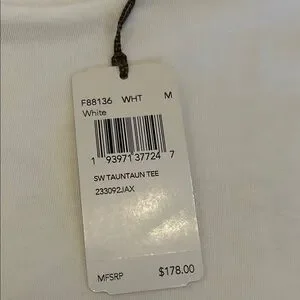 F88136 WHT M
White
1 93971 37724 7
SW TAUNTAUN TEE
233092JAX
MFSRP $178.00